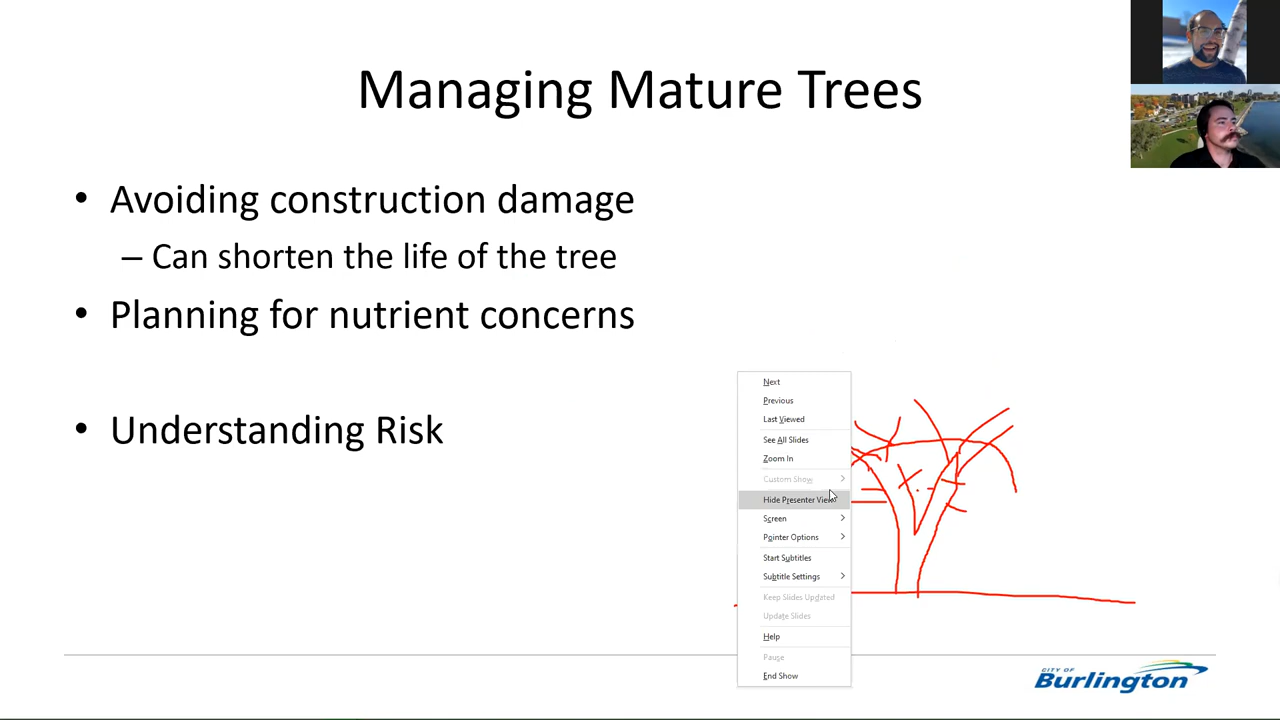 Managing Mature Trees
• Avoiding construction damage
– Can shorten the life of the tree
• Planning for nutrient concerns
• Understanding Risk
Next
Previous
Last Viewed
See All Slides
Zoom In
Custom Show
Hide Presenter View
Screen
Pointer Options
Start Subtitles
Subtitle Settings
Keep Slides Updated
Update Slides
Help
Pause
End Show
CITY OF
Burlington